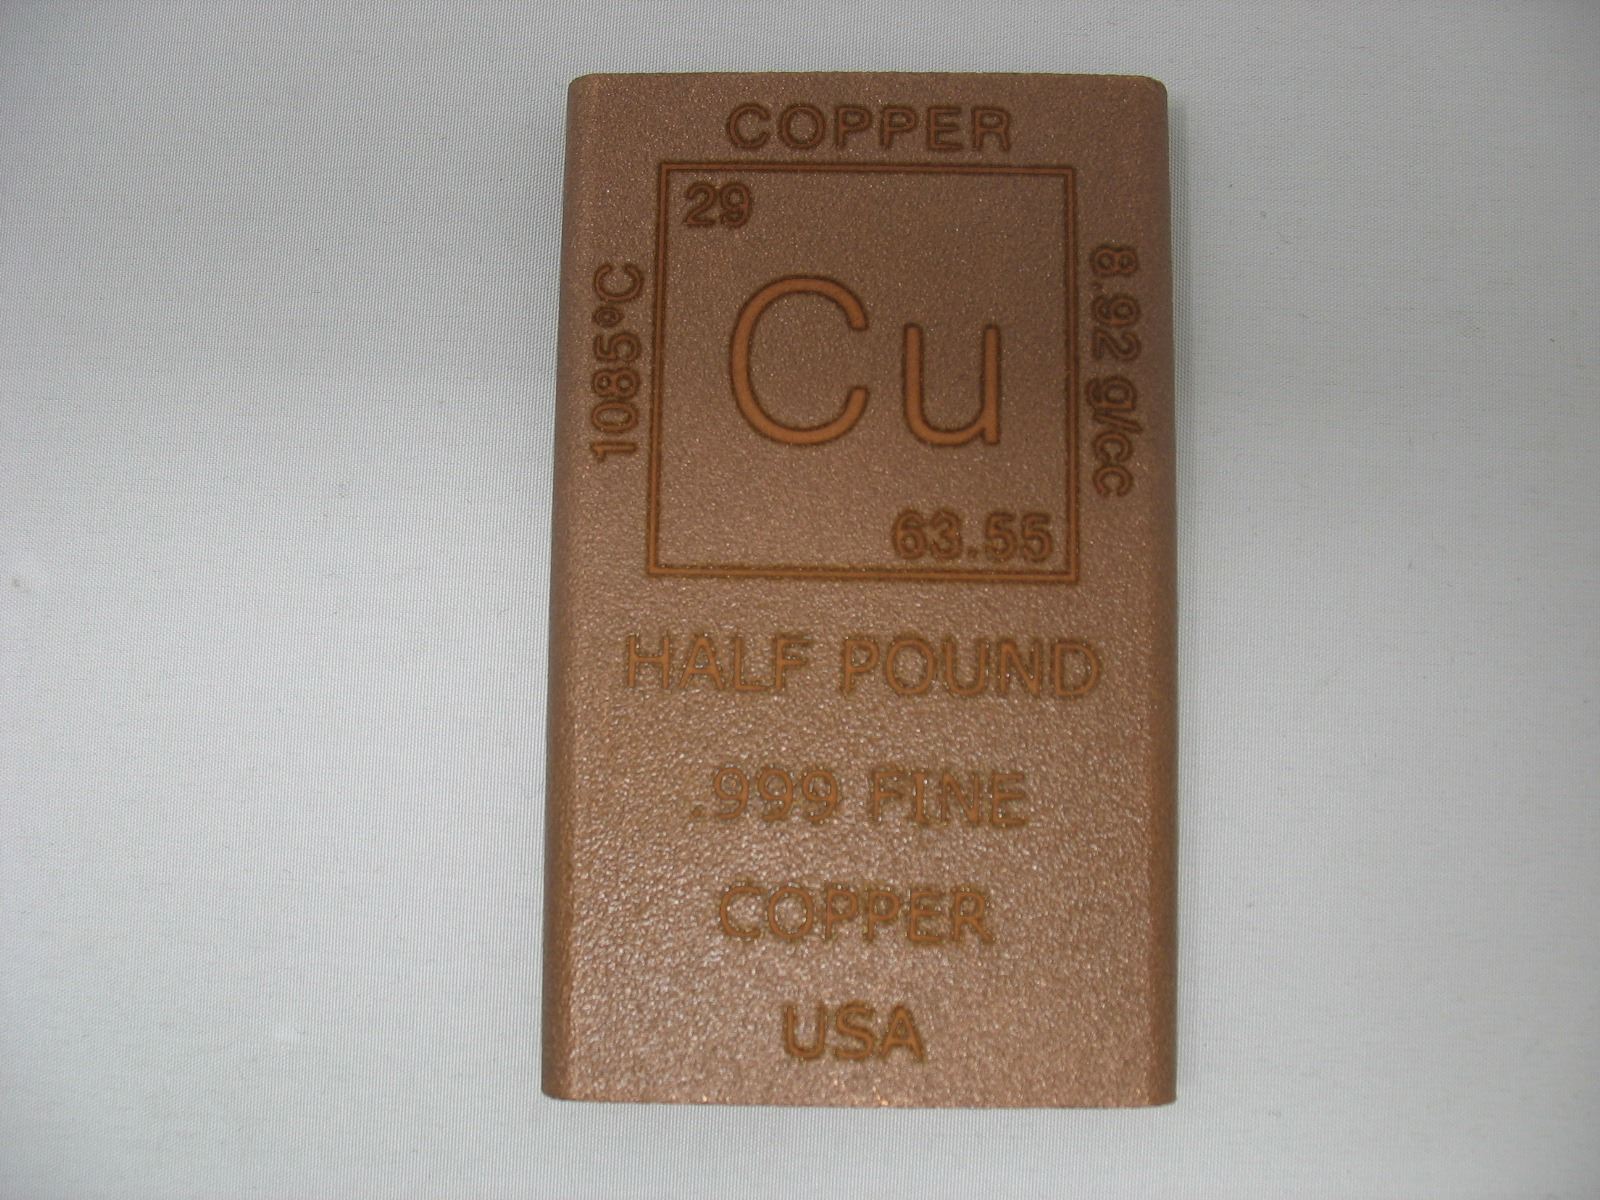 COPPER
29
1085°C
Cu
8.92 g/cc
63.55
HALF POUND
.999 FINE
COPPER
USA